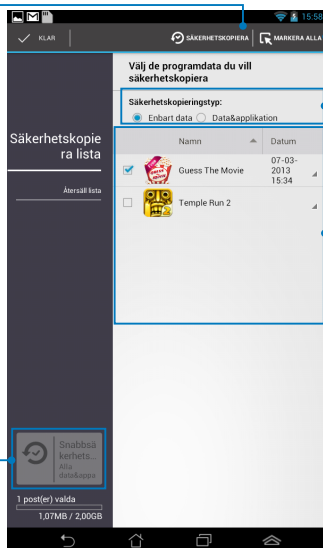 15:58
KLAR
SÄKERHETSKOPIERA
MARKERA ALLA
Välj de programdata du vill
säkerhetskopiera
Säkerhetskopieringstyp:
Enbart data
Data&applikation
Säkerhetskopie
ra lista
Återsäll lista
Namn
Datum
Guess The Movie
07-03-
2013
15:34
Temple Run 2
Snabbsä
kerhets...
Alla
data&appa
1 post(er) valda
1,07MB / 2,00GB